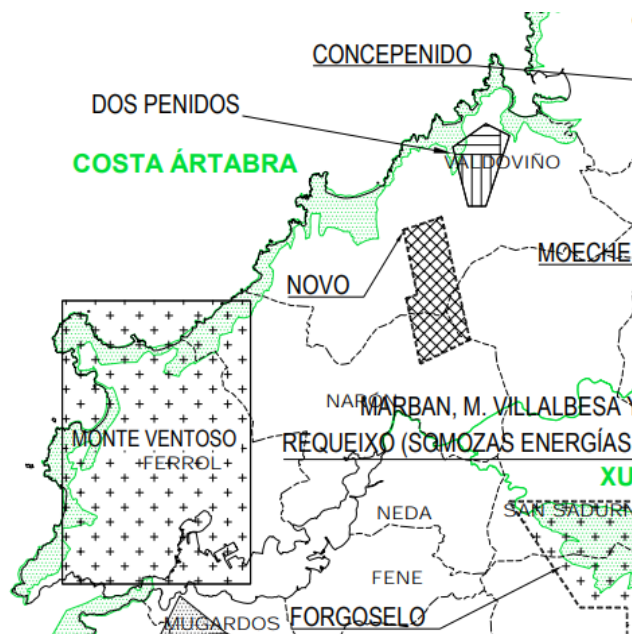 CONCEPENIDO
DOS PENIDOS
COSTA ÁRTABRA
VALDOVIÑO
MOECHE
NOVO
NARÓN
MARBAN, M. VILLALBESA Y
MONTE VENTOSO
REQUEIXO (SOMOZAS ENERGÍAS
FERROL
XU
SAN SADURN
NEDA
FENE
FORGOSELO
MUGARDOS